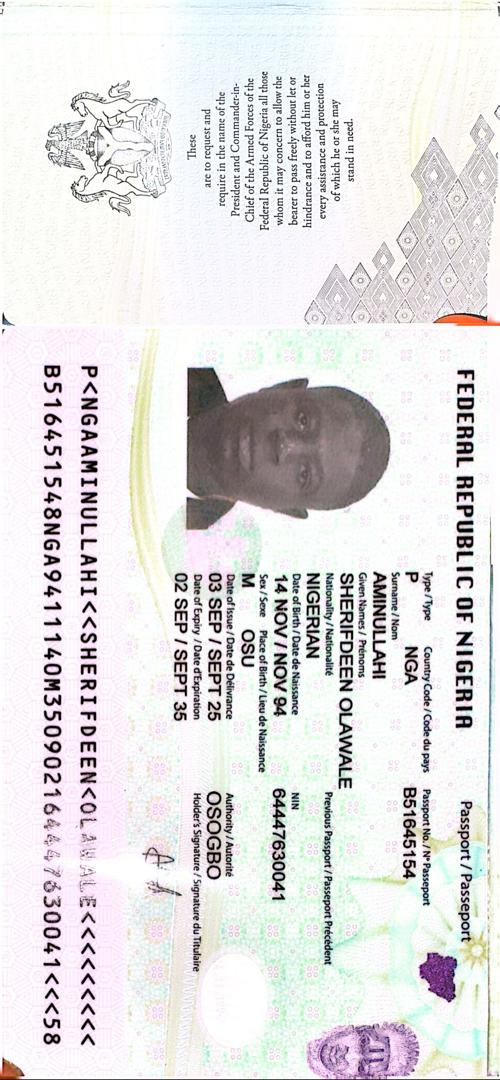 These
are to request and
require in the name of the
President and Commander-in-
Chief of the Armed Forces of the
Federal Republic of Nigeria all those
whom it may concern to allow the
bearer to pass freely without let or
hindrance and to afford him or her
every assistance and protection
of which he or she may
stand in need.
FEDERAL REPUBLIC OF NIGERIA Passport / Passeport
Type / Type Country Code / Code du pays Passport No. / Nº Passeport
P NGA B51645154
Surname / Nom
AMINULLAHI
Given Names / Prénoms
SHERIFDEEN OLAWALE
Nationality / Nationalité Previous Passport / Passeport Précédent
NIGERIAN
Date of Birth / Date de Naissance NIN
14 NOV / NOV 94 64447630041
Sex / Sexe Place of Birth / Lieu de Naissance
M OSU
Date of Issue / Date de Délivrance Authority / Autorité
03 SEP / SEPT 25 OSOGBO
Date of Expiry / Date d'Expiration Holder's Signature / Signature du Titulaire
02 SEP / SEPT 35
P<NGAAMINULLAHI<<SHERIFDEEN<OLAWALE<<<<<<<<<
B516451548NGA9411140M350902164447630041<<<58